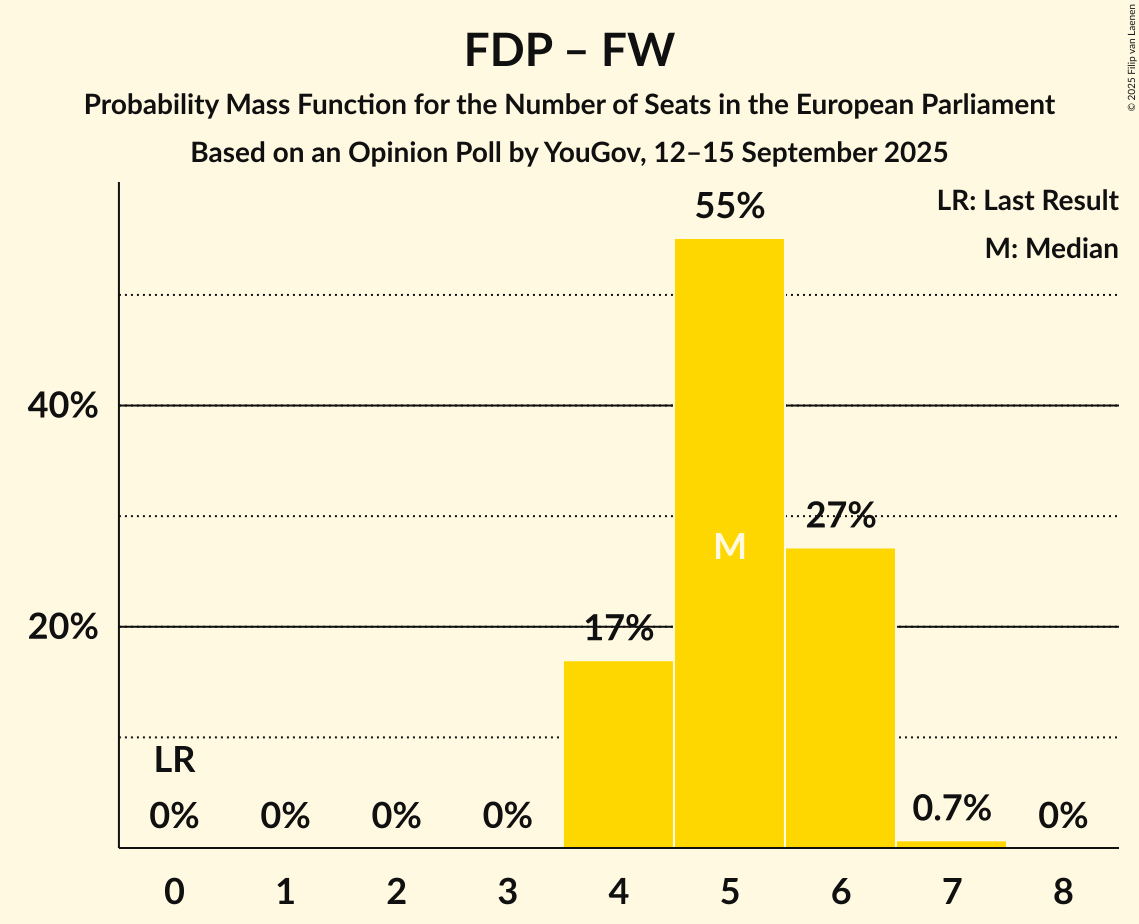 FDP – FW
Probability Mass Function for the Number of Seats in the European Parliament
Based on an Opinion Poll by YouGov, 12–15 September 2025
© 2025 Filip van Laenen
LR: Last Result
M: Median
55%
40%
27%
M
20%
17%
LR
0% 0% 0% 0% 0.7% 0%
0 1 2 3 4 5 6 7 8